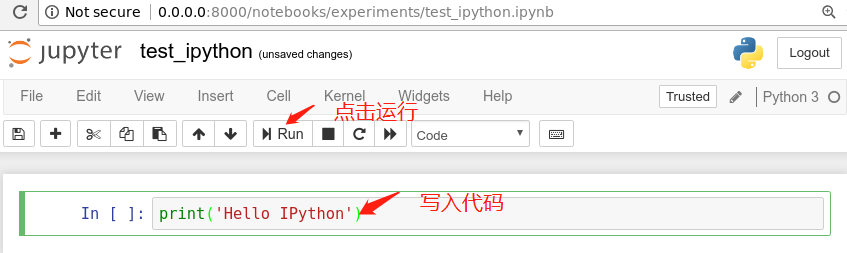 Not secure 0.0.0.0:8000/notebooks/experiments/test_ipython.ipynb
jupyter test_ipython (unsaved changes) Logout
File Edit View Insert Cell Kernel Widgets Help Trusted Python 3
点击运行
Run Code
In [ ]: print('Hello IPython')
写入代码